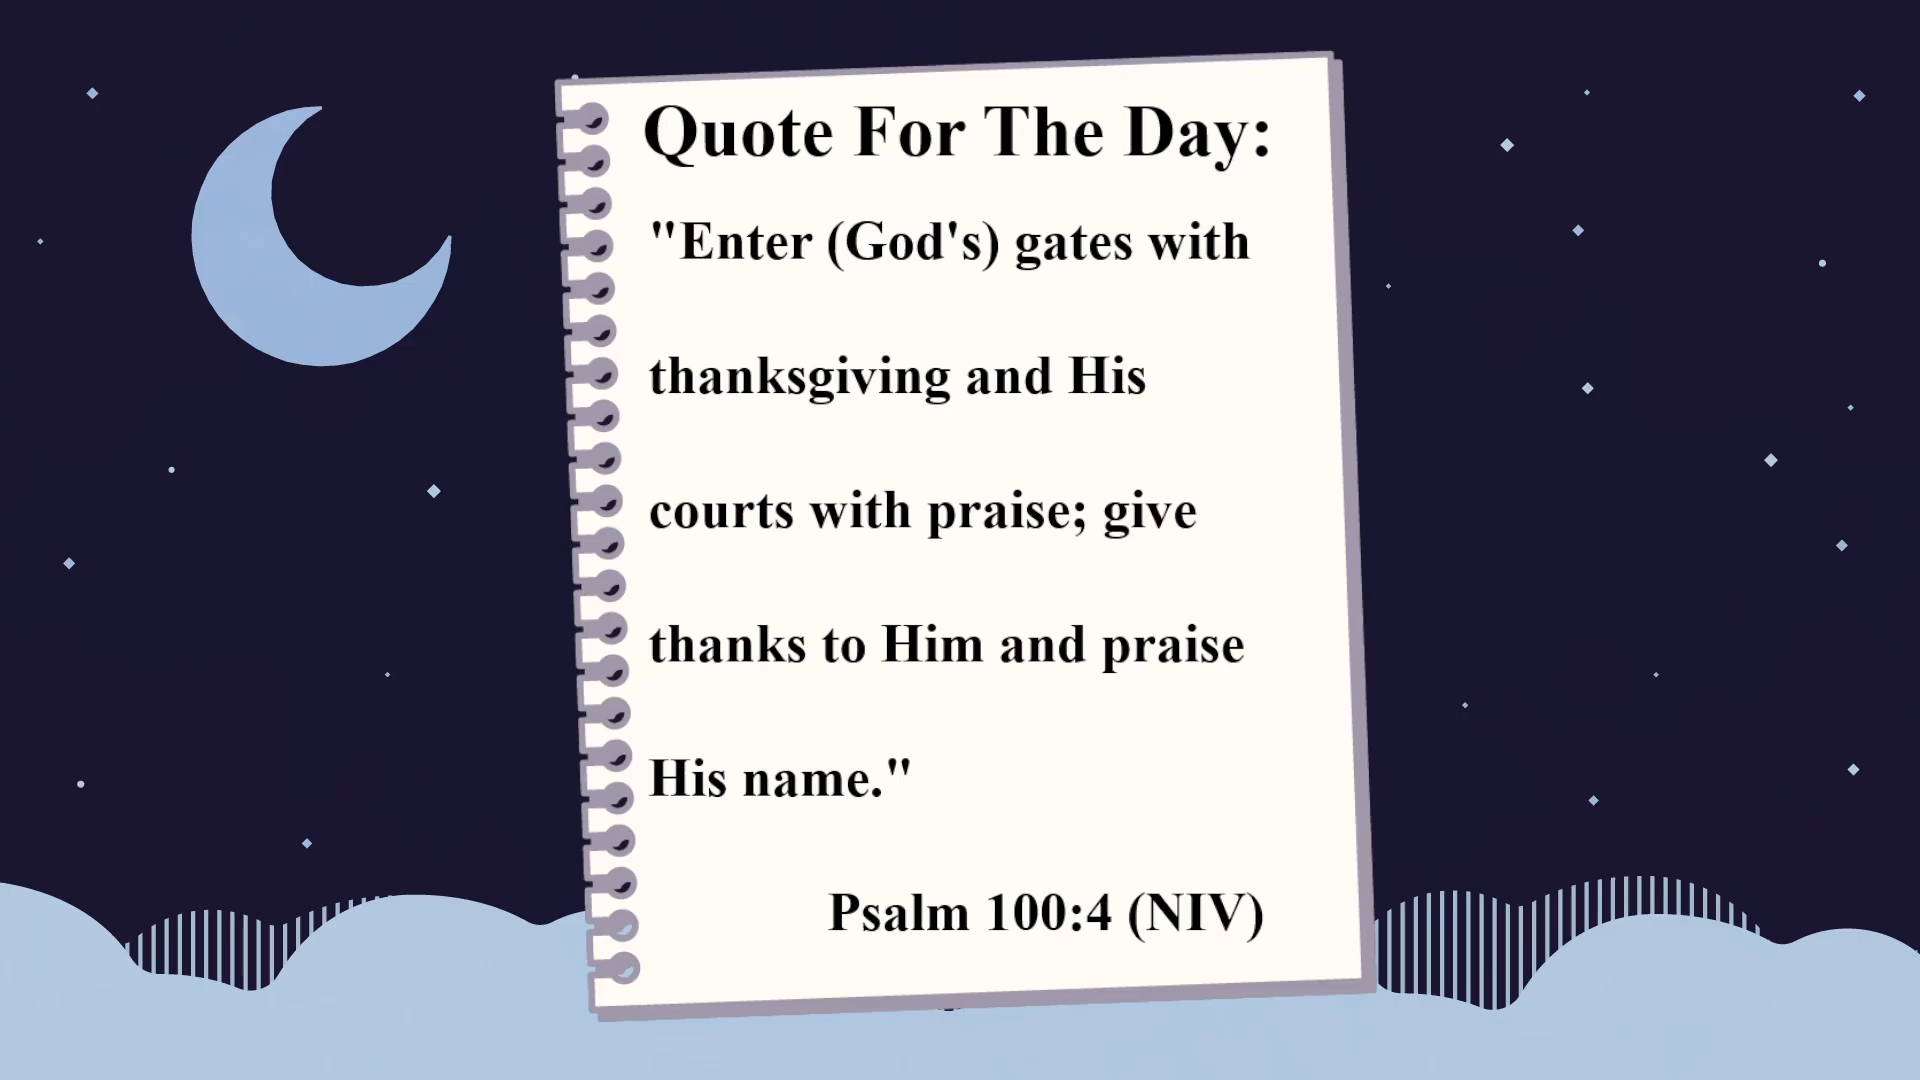 Quote For The Day:
"Enter (God's) gates with
thanksgiving and His
courts with praise; give
thanks to Him and praise
His name."
Psalm 100:4 (NIV)